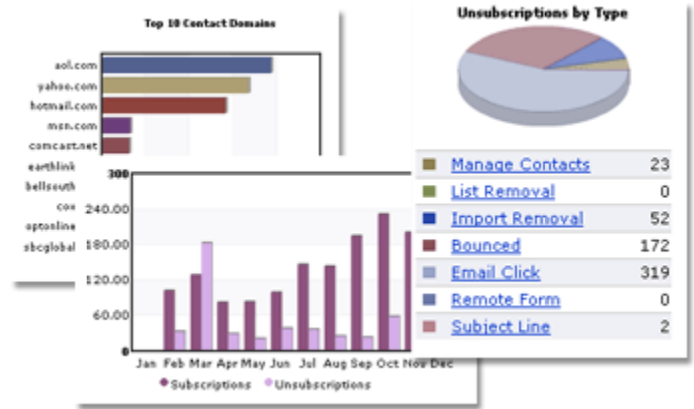 Top 10 Contact Domains
aol.com
yahoo.com
hotmail.com
msn.com
comcast.net
earthlink
bellsouth
cox
optonline
sbcglobal
300
240.00
180.00
120.00
60.00
0
Jan Feb Mar Apr May Jun Jul Aug Sep Oct Nov Dec
Subscriptions Unsubscriptions
Unsubscriptions by Type
Manage Contacts 23
List Removal 0
Import Removal 52
Bounced 172
Email Click 319
Remote Form 0
Subject Line 2